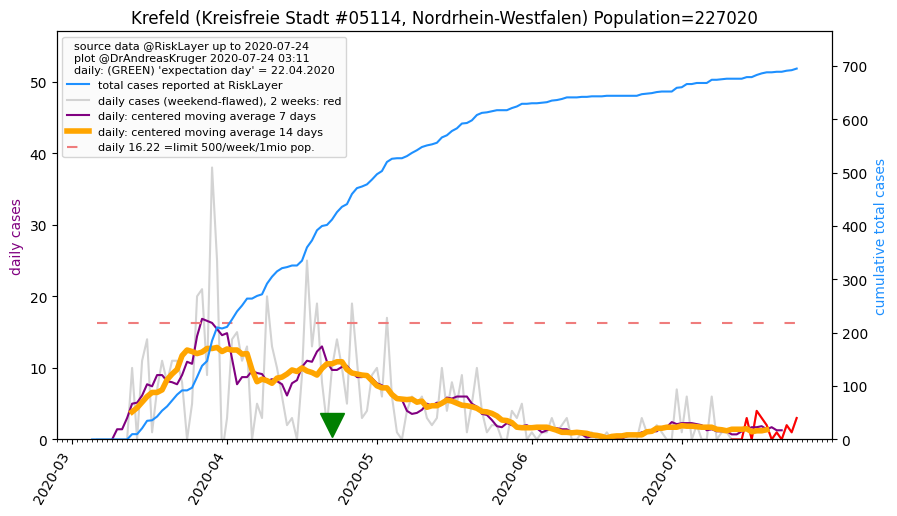 Krefeld (Kreisfreie Stadt #05114, Nordrhein-Westfalen) Population=227020
source data @RiskLayer up to 2020-07-24
plot @DrAndreasKruger 2020-07-24 03:11
daily: (GREEN) 'expectation day' = 22.04.2020
total cases reported at RiskLayer
daily cases (weekend-flawed), 2 weeks: red
daily: centered moving average 7 days
daily: centered moving average 14 days
daily 16.22 =limit 500/week/1mio pop.
daily cases
50
40
30
20
10
0
cumulative total cases
700
600
500
400
300
200
100
0
2020-03
2020-04
2020-05
2020-06
2020-07